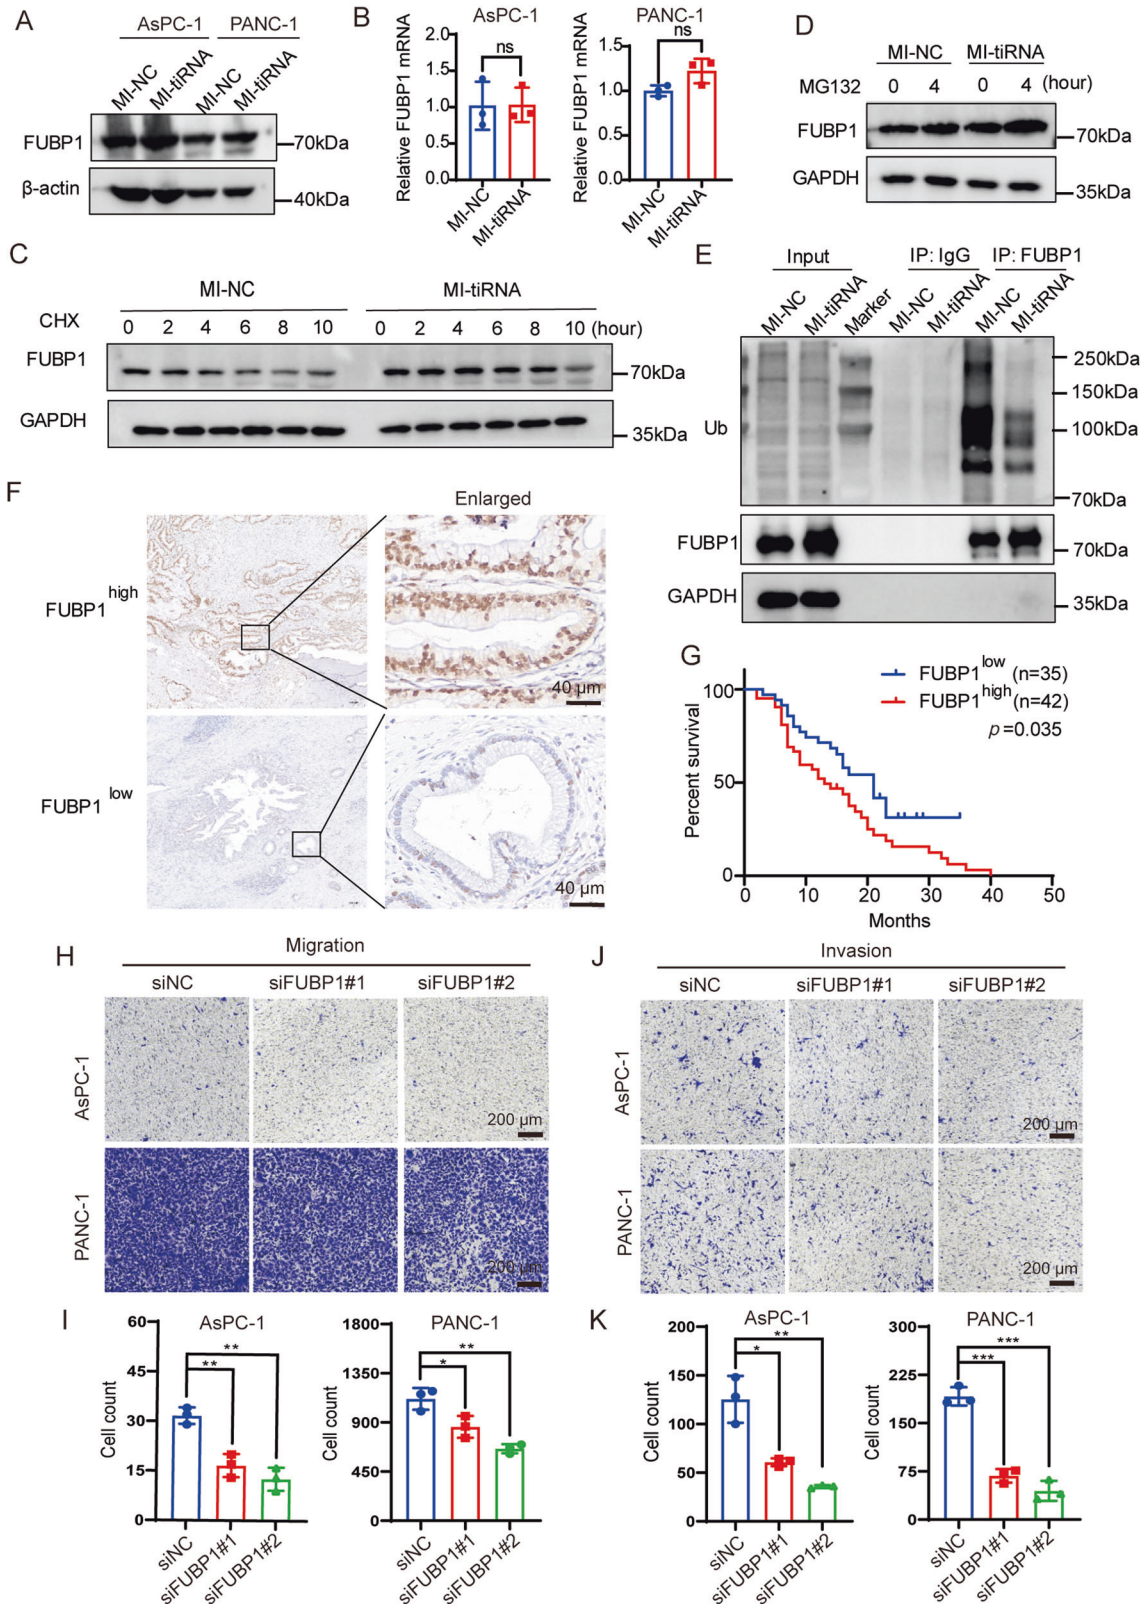 A
AsPC-1 PANC-1
MI-NC MI-tiRNA MI-NC MI-tiRNA
FUBP1 70kDa
β-actin 40kDa
B
AsPC-1 PANC-1
Relative FUBP1 mRNA
2.0
1.5
1.0
0.5
0.0
ns
MI-NC MI-tiRNA
Relative FUBP1 mRNA
1.5
1.0
0.5
0.0
ns
MI-NC MI-tiRNA
D
MI-NC MI-tiRNA
MG132 0 4 0 4 (hour)
FUBP1 70kDa
GAPDH 35kDa
C
MI-NC MI-tiRNA
CHX 0 2 4 6 8 10 0 2 4 6 8 10 (hour)
FUBP1 70kDa
GAPDH 35kDa
E
Input IP: IgG IP: FUBP1
MI-NC MI-tiRNA Marker MI-NC MI-tiRNA MI-NC MI-tiRNA
250kDa
150kDa
Ub 100kDa
70kDa
FUBP1 70kDa
GAPDH 35kDa
F
Enlarged
FUBP1 high
40 µm
FUBP1 low
40 µm
G
FUBP1 low (n=35)
FUBP1 high (n=42)
p=0.035
Percent survival
100
50
0
0 10 20 30 40 50
Months
H
Migration
siNC siFUBP1#1 siFUBP1#2
AsPC-1
200 µm
PANC-1
200 µm
J
Invasion
siNC siFUBP1#1 siFUBP1#2
AsPC-1
200 µm
PANC-1
200 µm
I
AsPC-1
Cell count
60
45
30
15
0
**
**
siNC siFUBP1#1 siFUBP1#2
PANC-1
Cell count
1800
1350
900
450
0
**
*
siNC siFUBP1#1 siFUBP1#2
K
AsPC-1
Cell count
200
150
100
50
0
**
*
siNC siFUBP1#1 siFUBP1#2
PANC-1
Cell count
300
225
150
75
0
***
***
siNC siFUBP1#1 siFUBP1#2